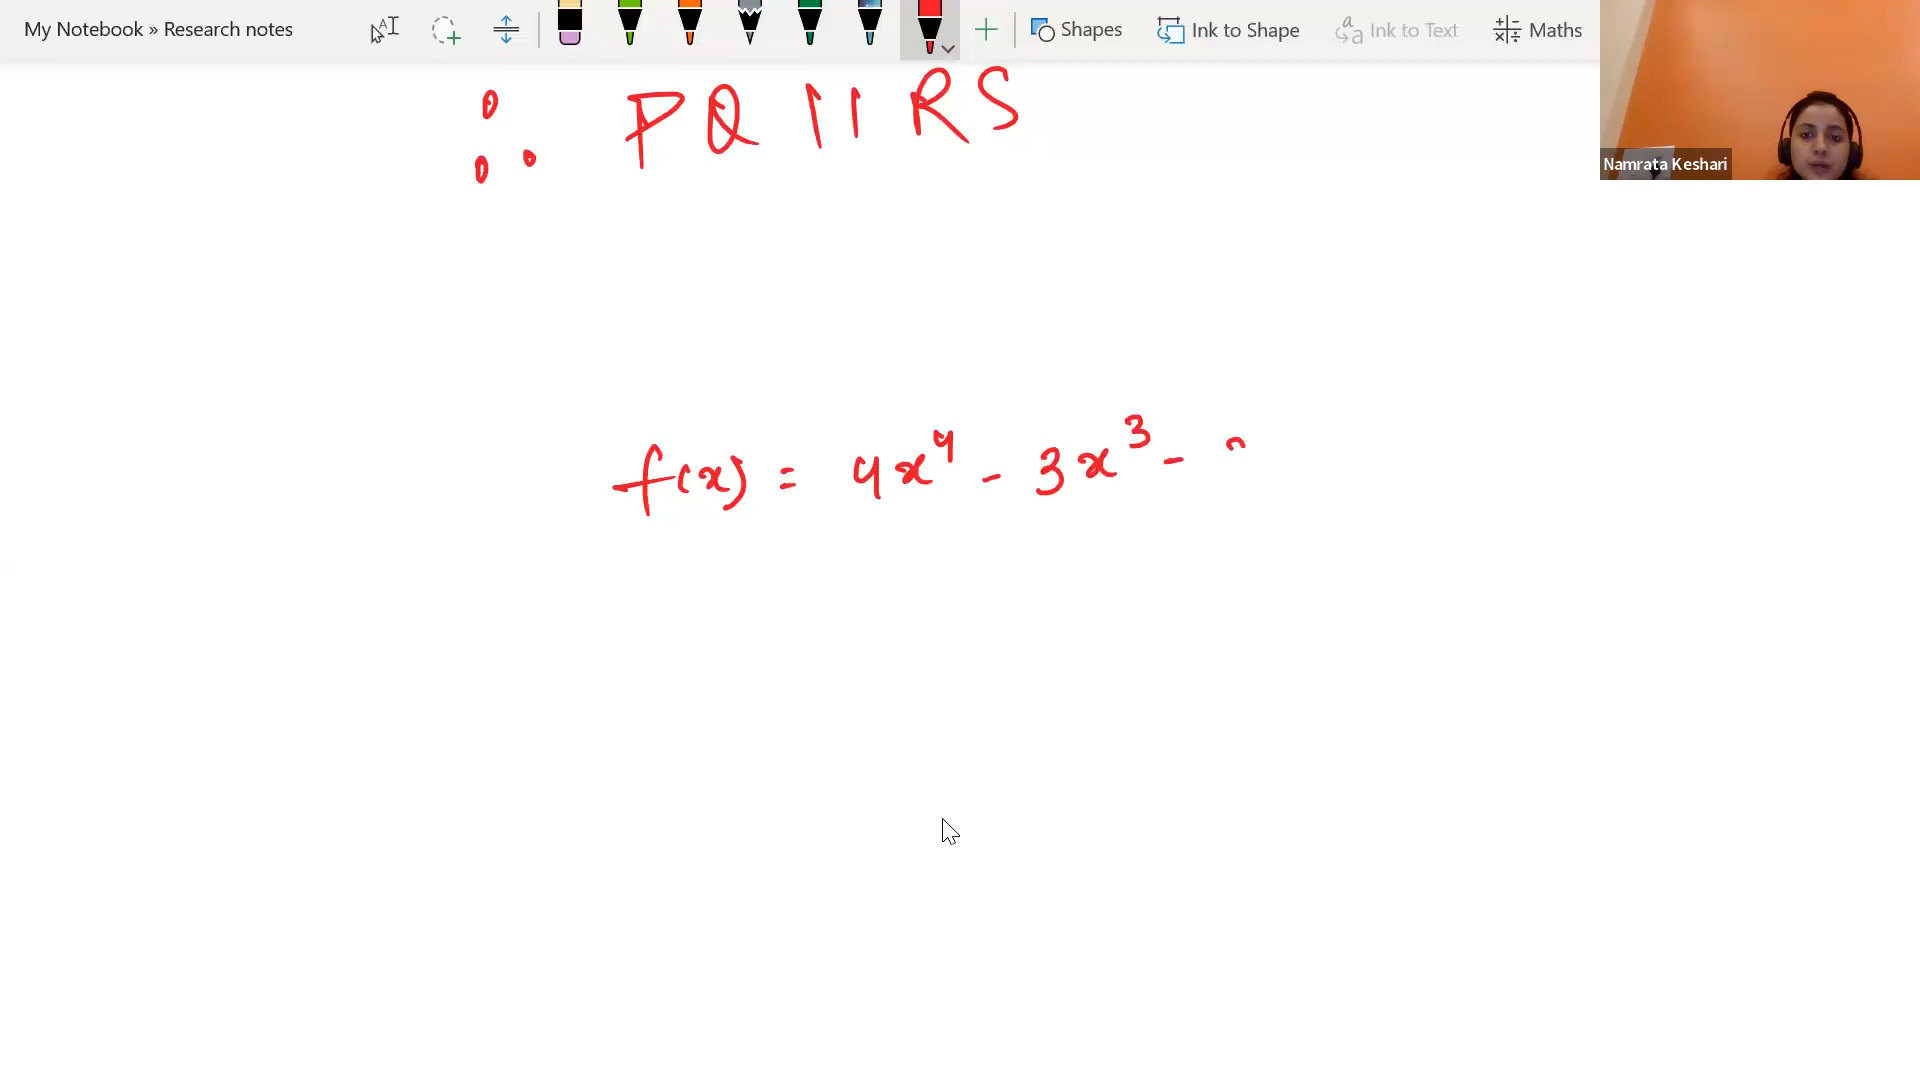 My Notebook » Research notes
Shapes
Ink to Shape
Ink to Text
Maths
Namrata Keshari
∴ PQ || RS
f(x) = 4x⁴ - 3x³ -